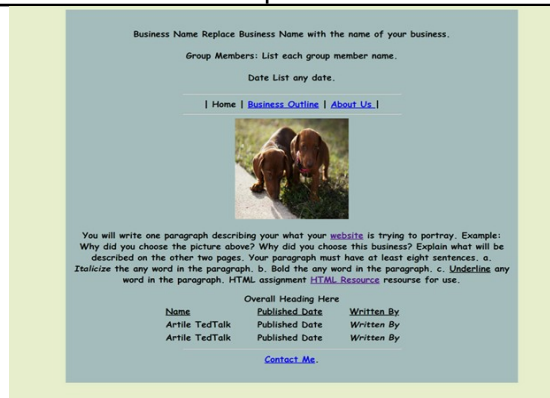 Business Name Replace Business Name with the name of your business.
Group Members: List each group member name.
Date List any date.
| Home | Business Outline | About Us |
You will write one paragraph describing your what your website is trying to portray. Example:
Why did you choose the picture above? Why did you choose this business? Explain what will be
described on the other two pages. Your paragraph must have at least eight sentences. a.
Italicize the any word in the paragraph. b. Bold the any word in the paragraph. c. Underline any
word in the paragraph. HTML assignment HTML Resource resourse for use.
Overall Heading Here
Name Published Date Written By
Artile TedTalk Published Date Written By
Artile TedTalk Published Date Written By
Contact Me.